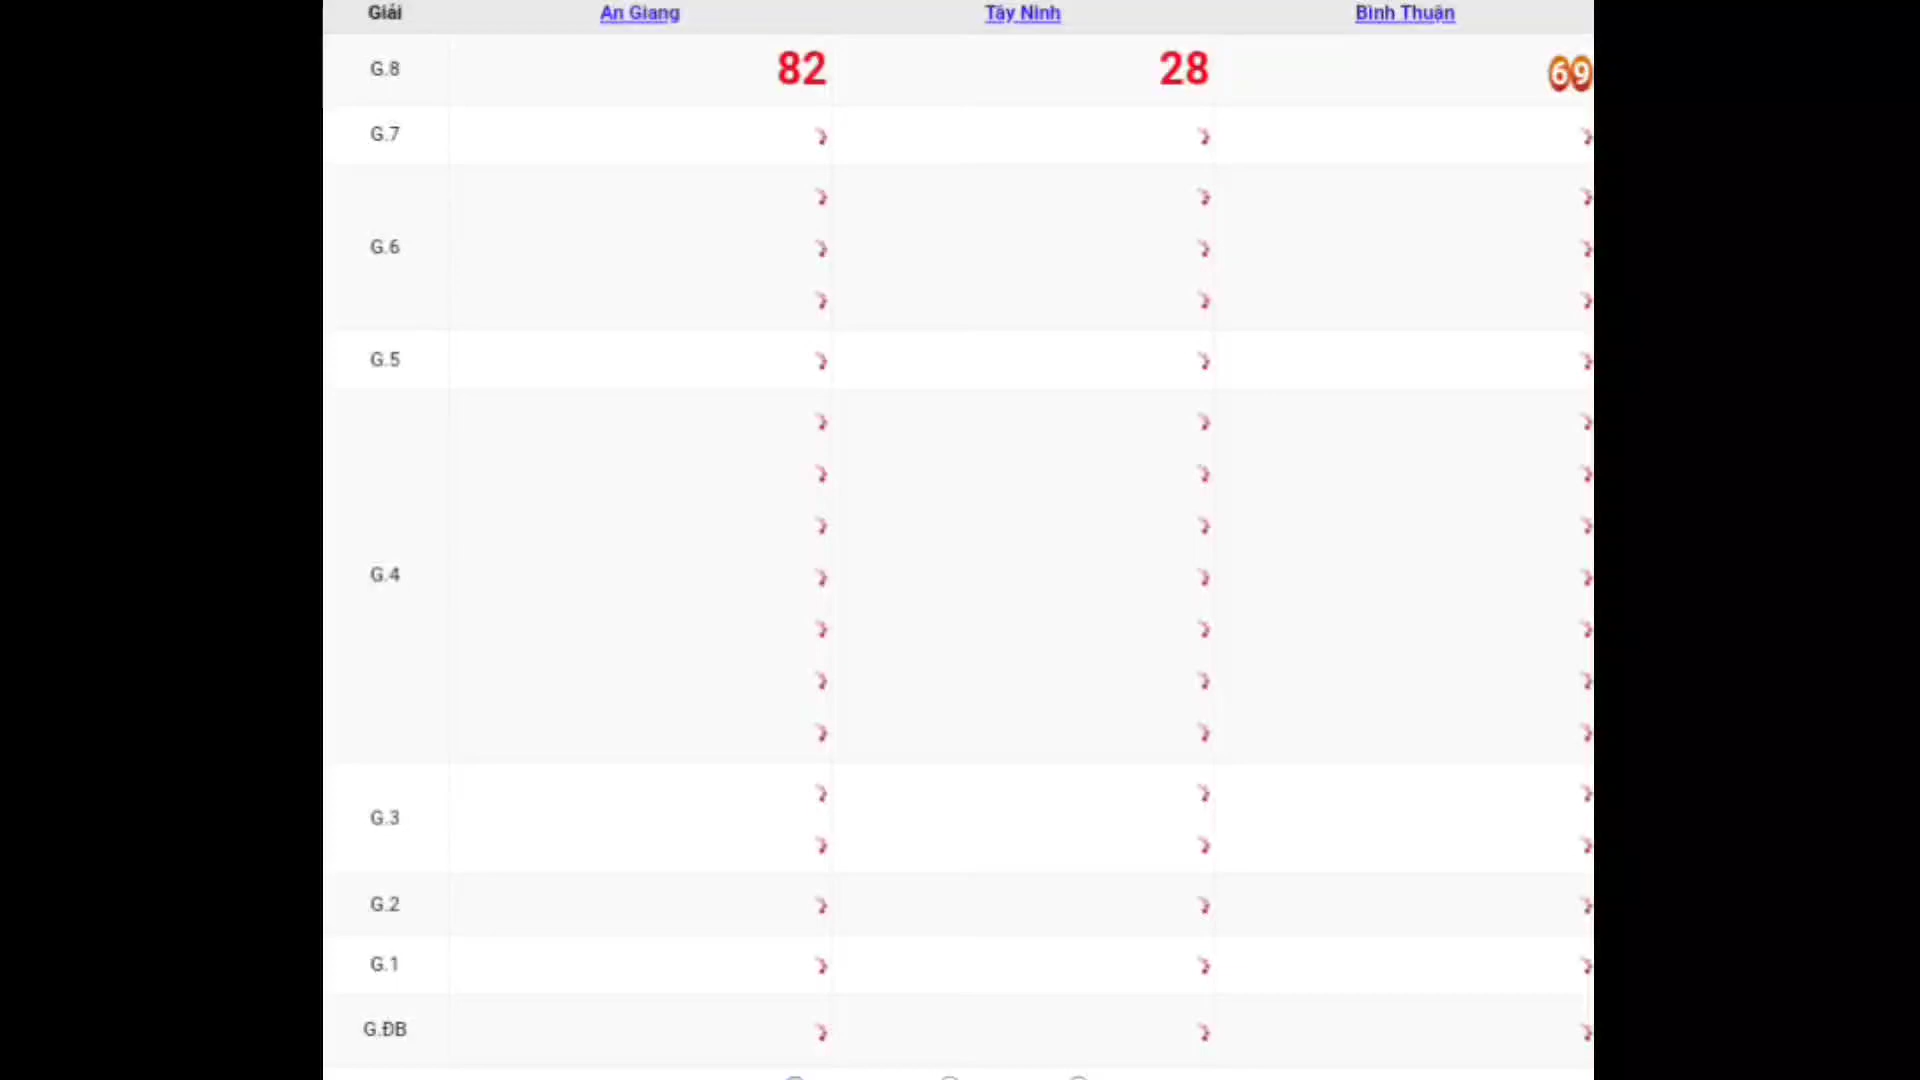 Giải An Giang Tây Ninh Bình Thuận
G.8 82 28 69
G.7
G.6
G.5
G.4
G.3
G.2
G.1
G.ĐB